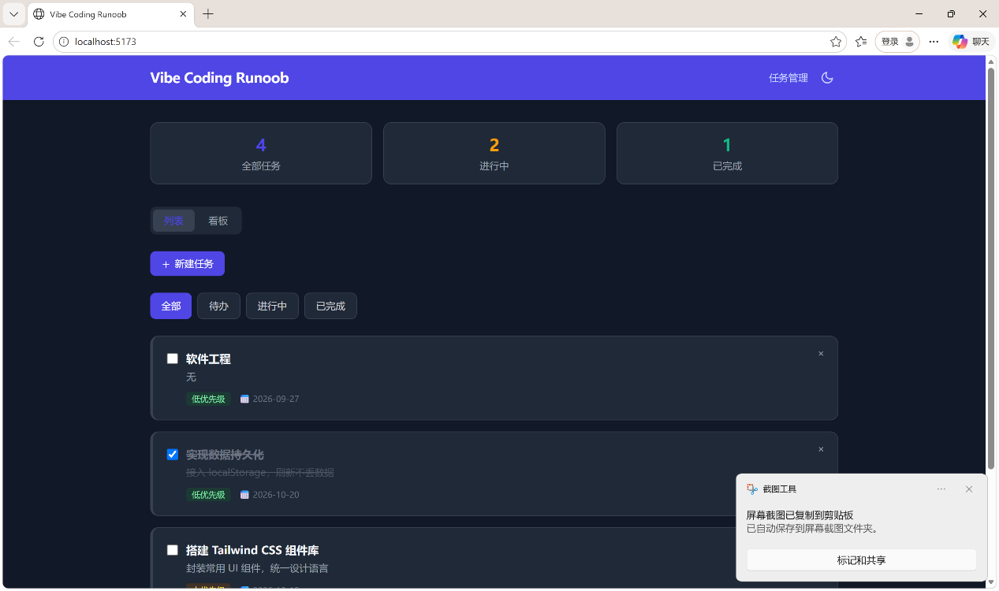 Vibe Coding Runoob
localhost:5173
登录
聊天
Vibe Coding Runoob
任务管理
4
全部任务
2
进行中
1
已完成
列表
看板
+ 新建任务
全部
待办
进行中
已完成
软件工程
无
低优先级
2026-09-27
实现数据持久化
接入 localStorage，刷新不丢数据
低优先级
2026-10-20
搭建 Tailwind CSS 组件库
封装常用 UI 组件，统一设计语言
截图工具
屏幕截图已复制到剪贴板
已自动保存到屏幕截图文件夹。
标记和共享